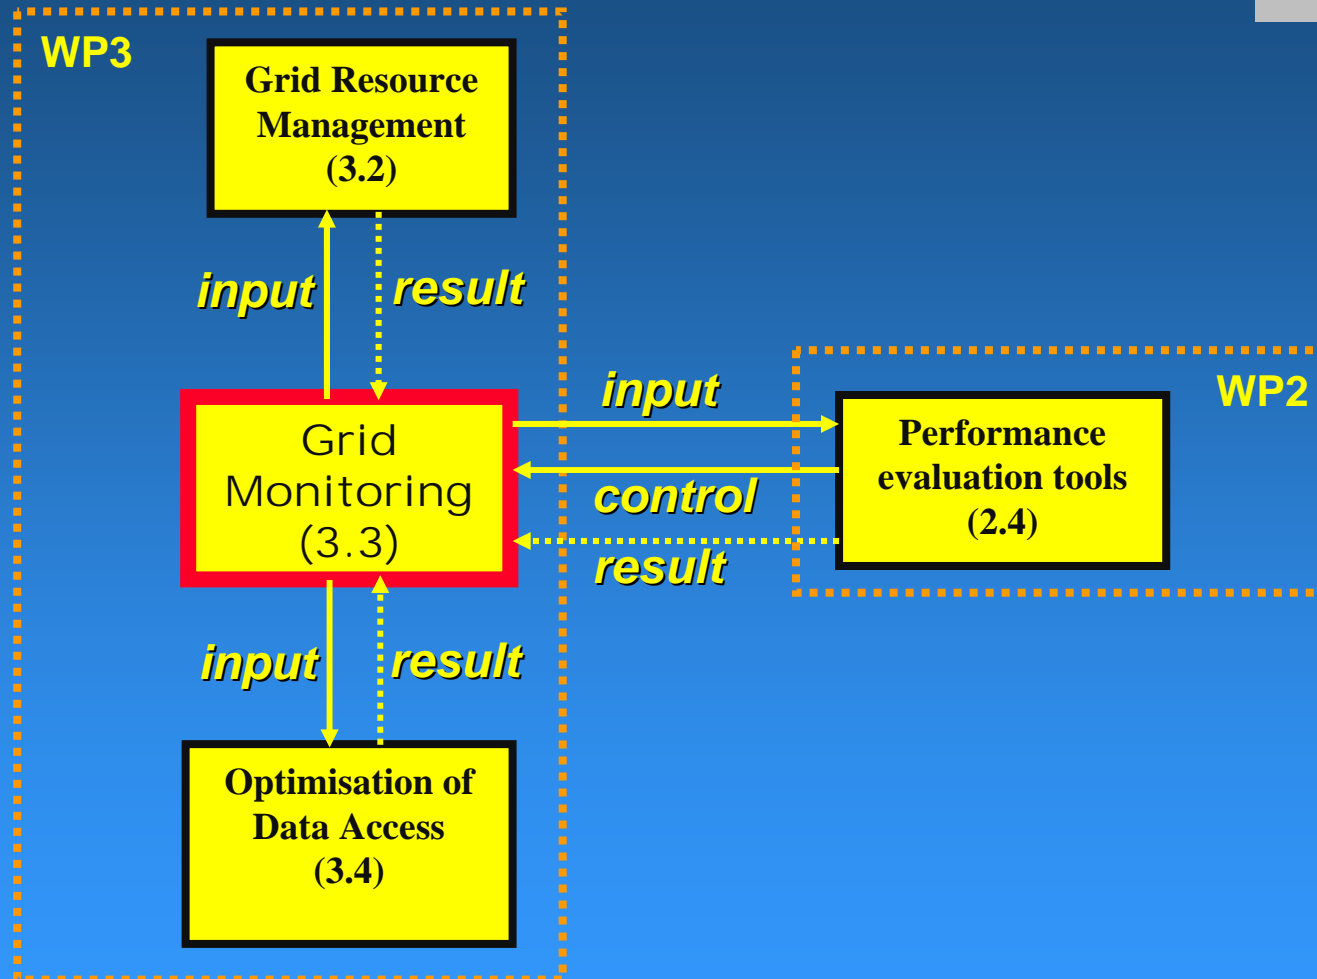 WP3
Grid Resource
Management
(3.2)
input
result
Grid
Monitoring
(3.3)
input
control
result
WP2
Performance
evaluation tools
(2.4)
input
result
Optimisation of
Data Access
(3.4)